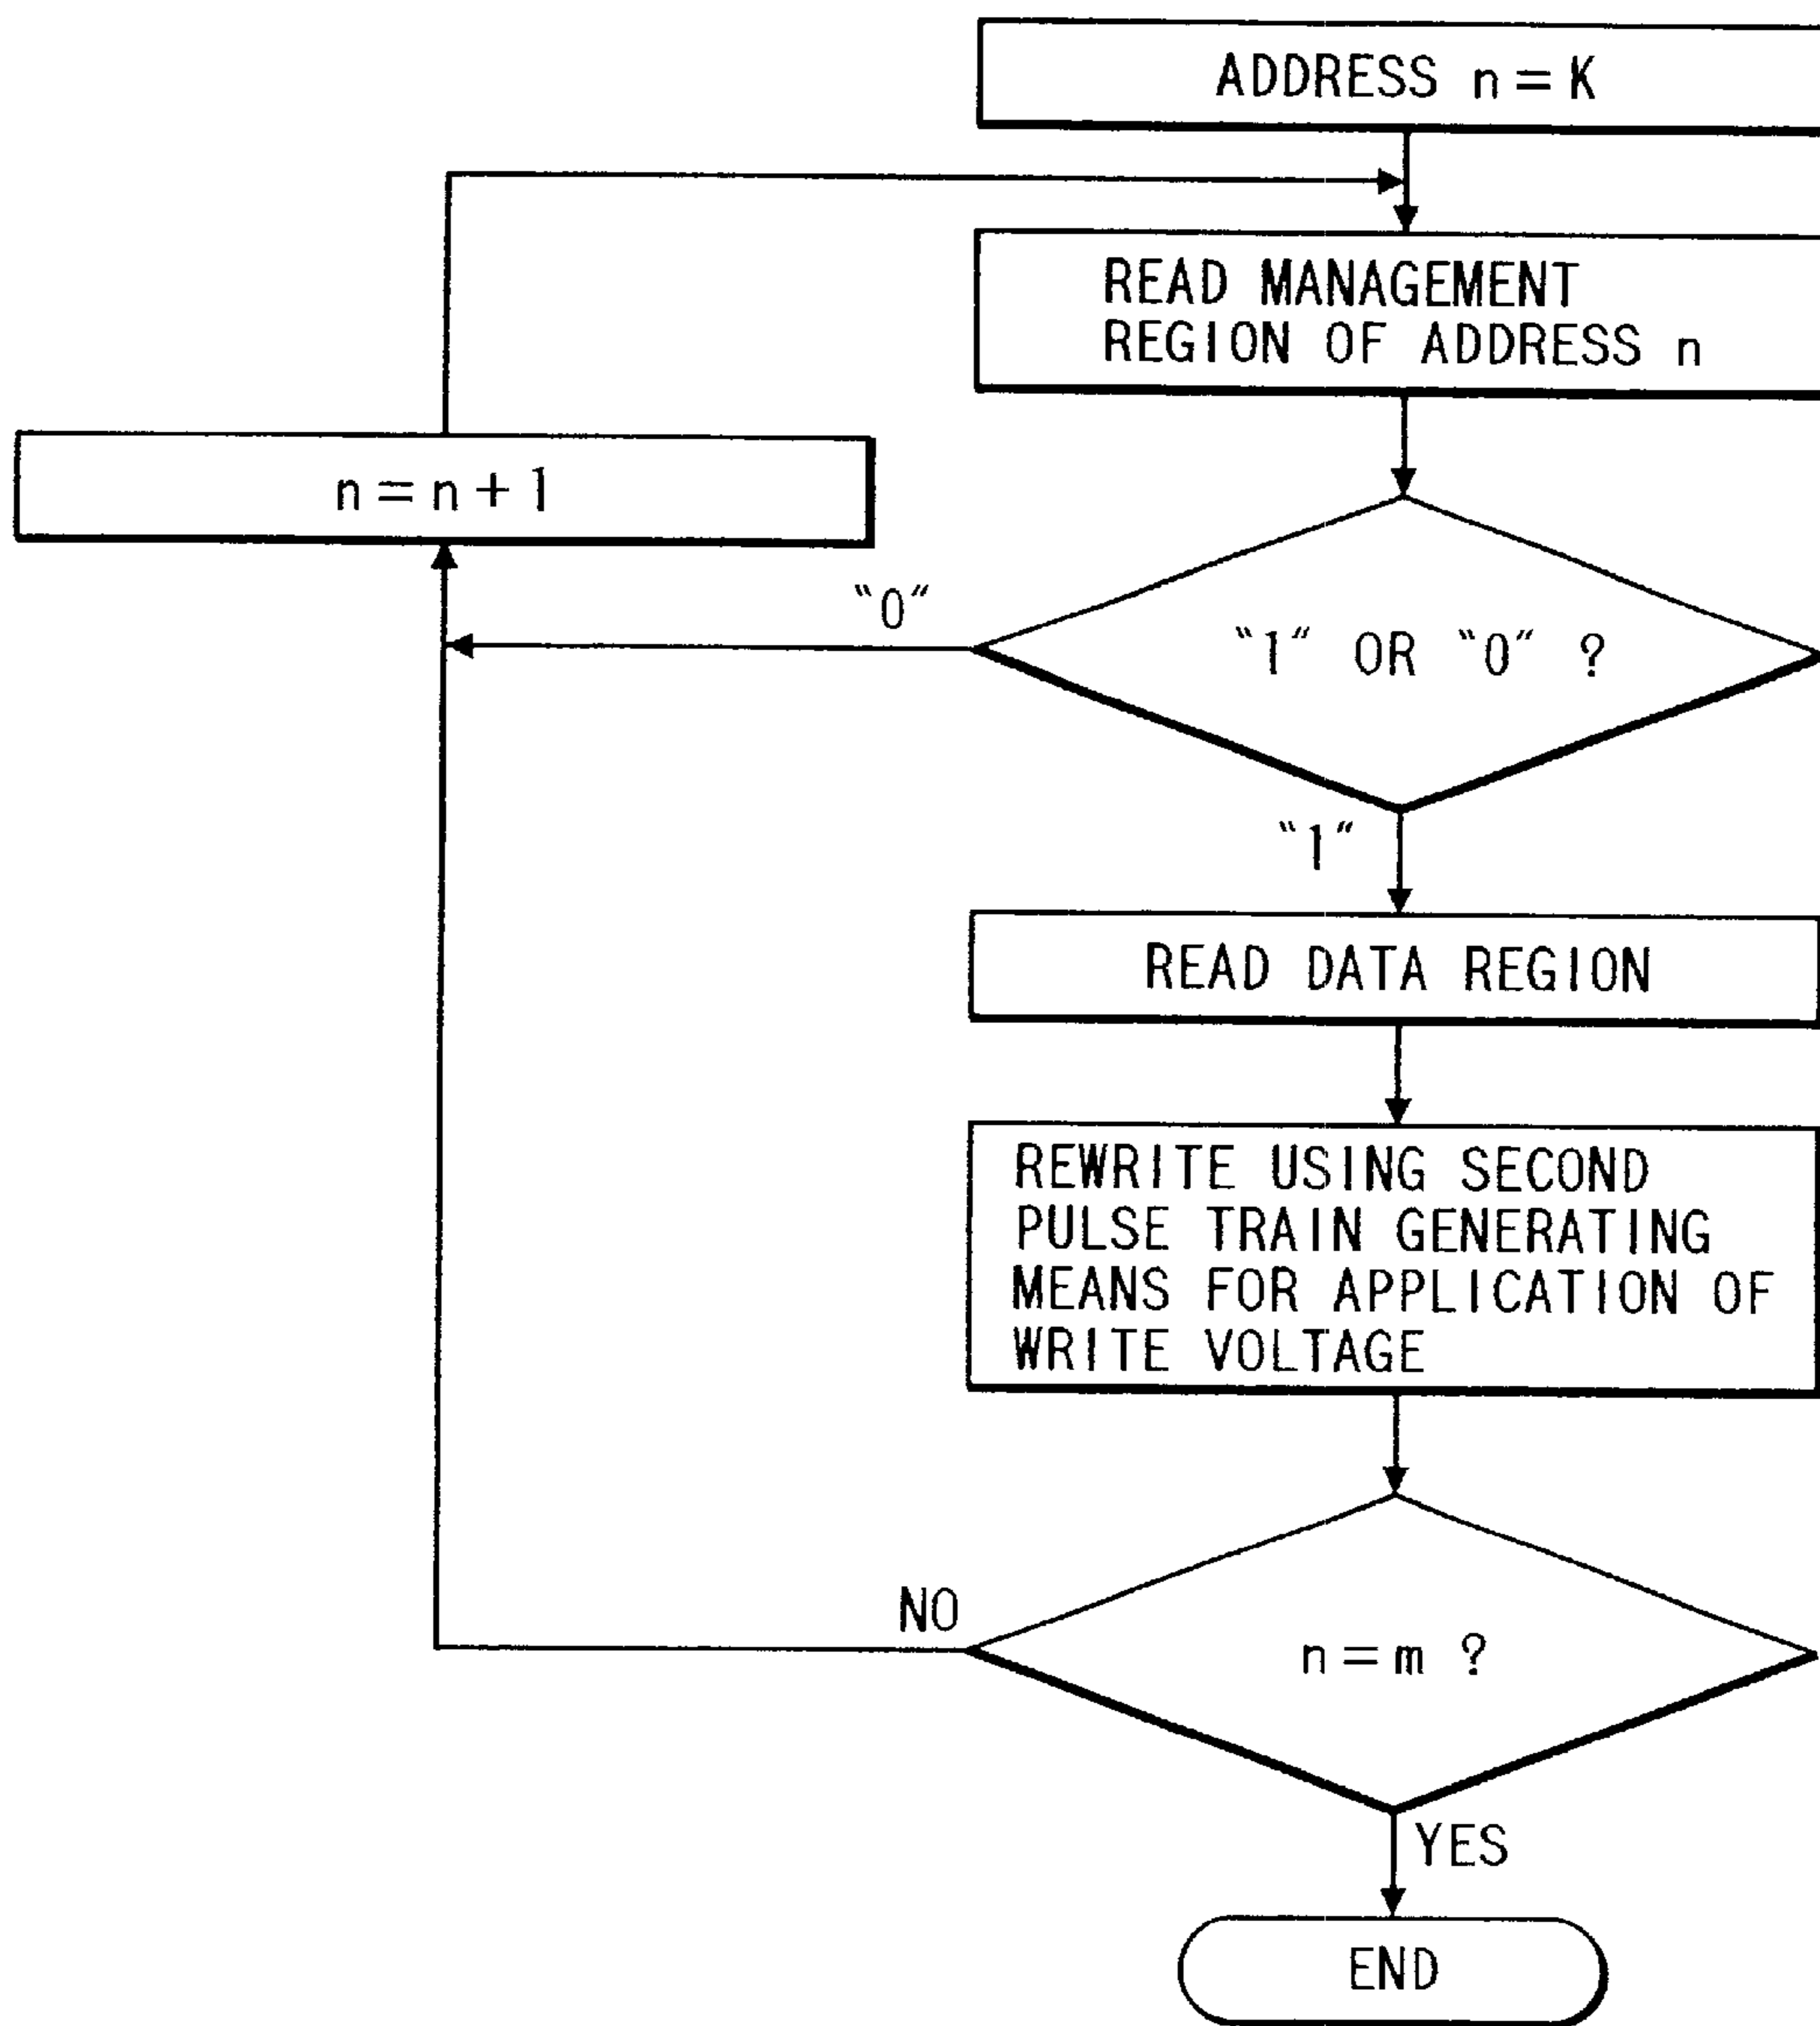 ADDRESS n = K
READ MANAGEMENT
REGION OF ADDRESS n
n = n + 1
“0”
“1” OR “0” ?
“1”
READ DATA REGION
REWRITE USING SECOND
PULSE TRAIN GENERATING
MEANS FOR APPLICATION OF
WRITE VOLTAGE
NO
n = m ?
YES
END